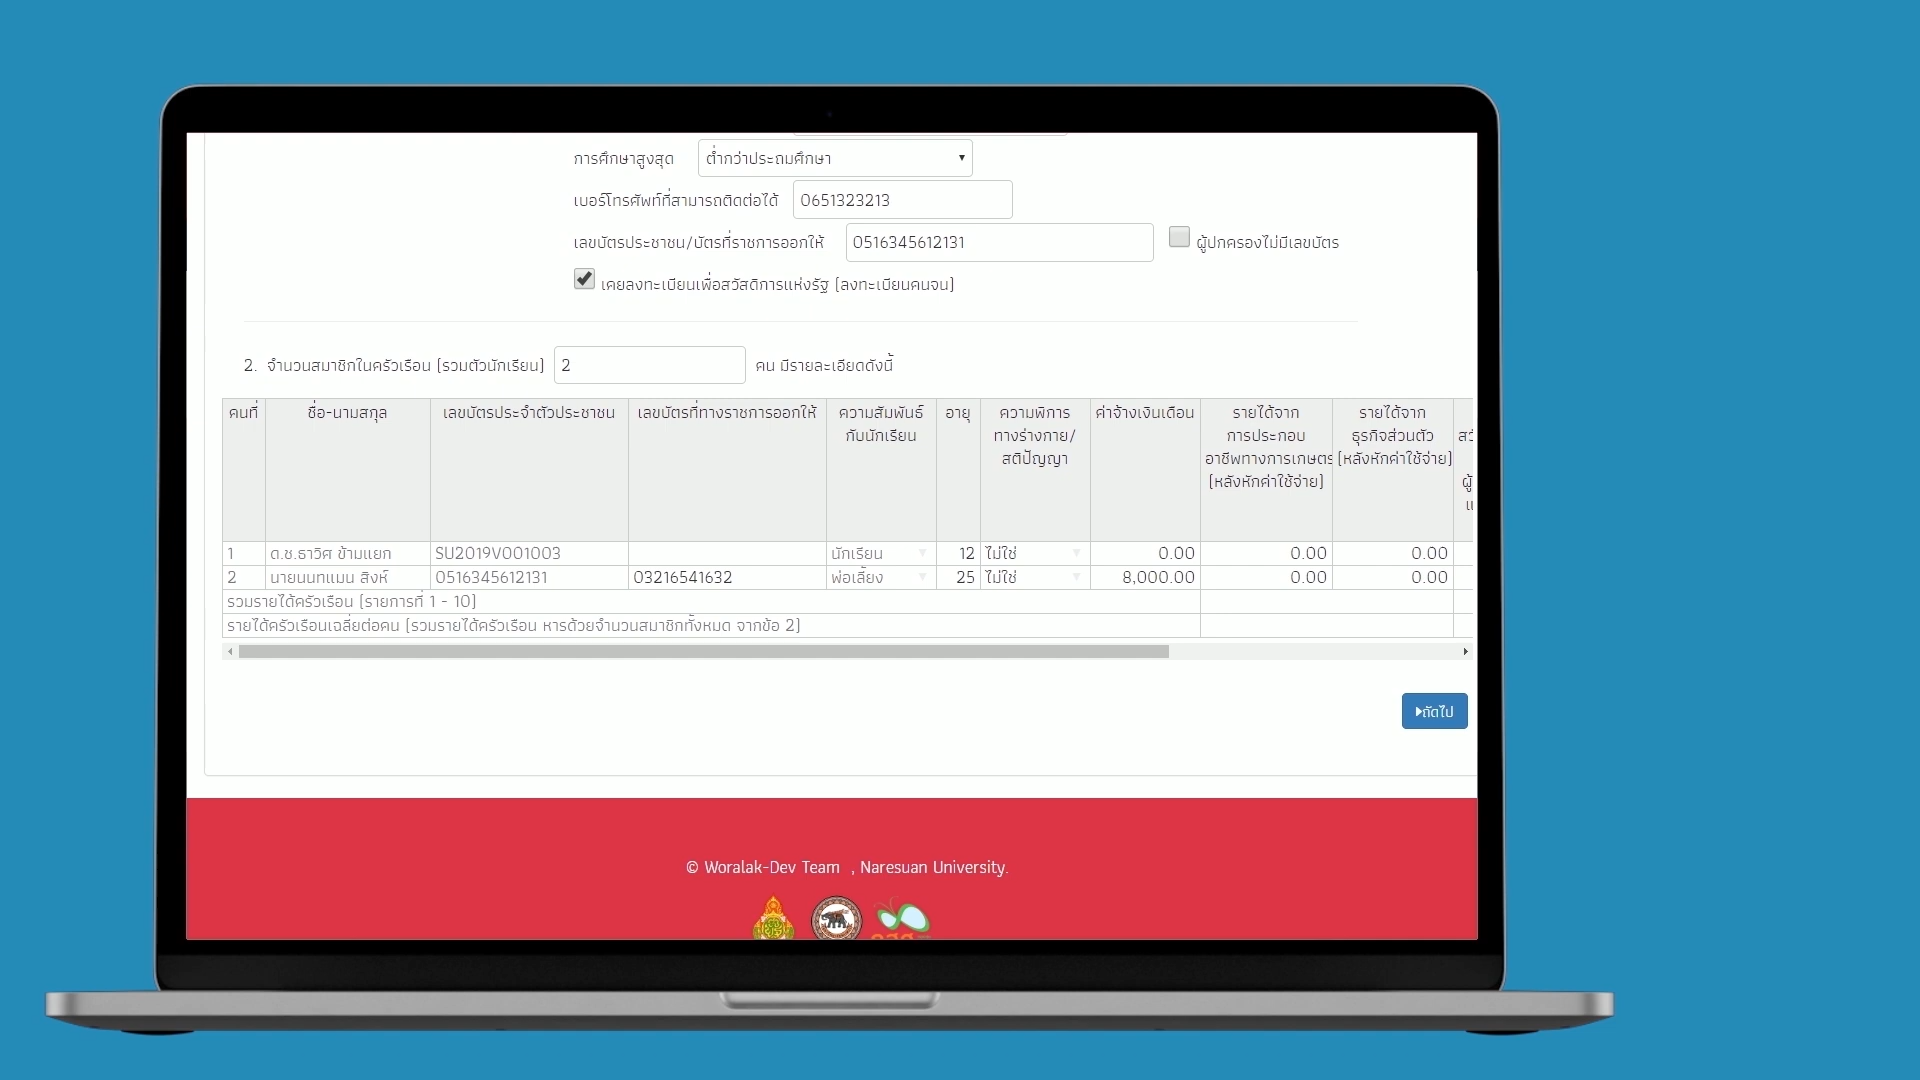 การศึกษาสูงสุด ต่ำกว่าประถมศึกษา
เบอร์โทรศัพท์ที่สามารถติดต่อได้ 0651323213
เลขบัตรประชาชน/บัตรที่ราชการออกให้ 0516345612131 ผู้ปกครองไม่มีเลขบัตร
เคยลงทะเบียนเพื่อสวัสดิการแห่งรัฐ (ลงทะเบียนคนจน)
2. จำนวนสมาชิกในครัวเรือน (รวมตัวนักเรียน) 2 คน มีรายละเอียดดังนี้
คนที่ ชื่อ-นามสกุล เลขบัตรประจำตัวประชาชน เลขบัตรที่ทางราชการออกให้ ความสัมพันธ์ อายุ ความพิการ ค่าจ้างเงินเดือน รายได้จาก รายได้จาก
กับนักเรียน ทางร่างกาย/ การประกอบ ธุรกิจส่วนตัว
สติปัญญา อาชีพทางการเกษตร (หลังหักค่าใช้จ่าย)
(หลังหักค่าใช้จ่าย)
1 ด.ช.ธาวิศ ข้ามแยก SU2019V001003 นักเรียน 12 ไม่ใช่ 0.00 0.00 0.00
2 นายนนทแมน สิงห์ 0516345612131 03216541632 พ่อเลี้ยง 25 ไม่ใช่ 8,000.00 0.00 0.00
รวมรายได้ครัวเรือน (รายการที่ 1 - 10)
รายได้ครัวเรือนเฉลี่ยต่อคน (รวมรายได้ครัวเรือน หารด้วยจำนวนสมาชิกทั้งหมด จากข้อ 2)
ถัดไป
© Woralak-Dev Team , Naresuan University.